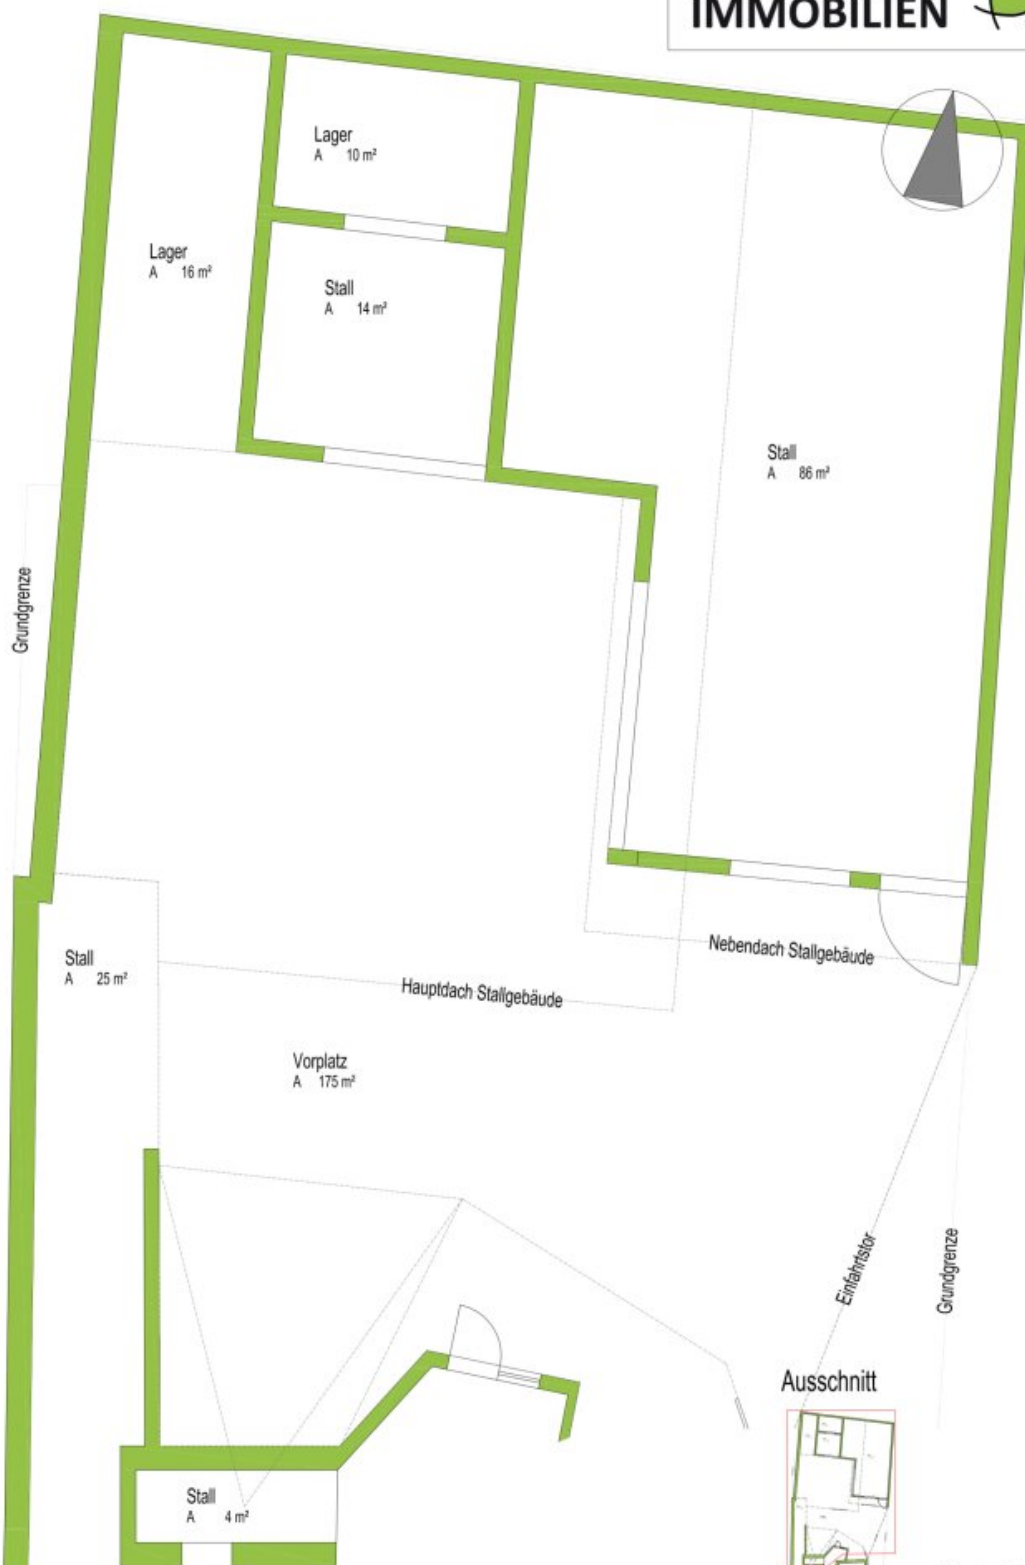 IMMOBILIEN
Lager
A 10 m²
Lager
A 16 m²
Stall
A 14 m²
Stall
A 86 m²
Grundgrenze
Stall
A 25 m²
Nebendach Stallgebäude
Hauptdach Stallgebäude
Vorplatz
A 175 m²
Einfahrtstor
Grundgrenze
Ausschnitt
Stall
A 4 m²